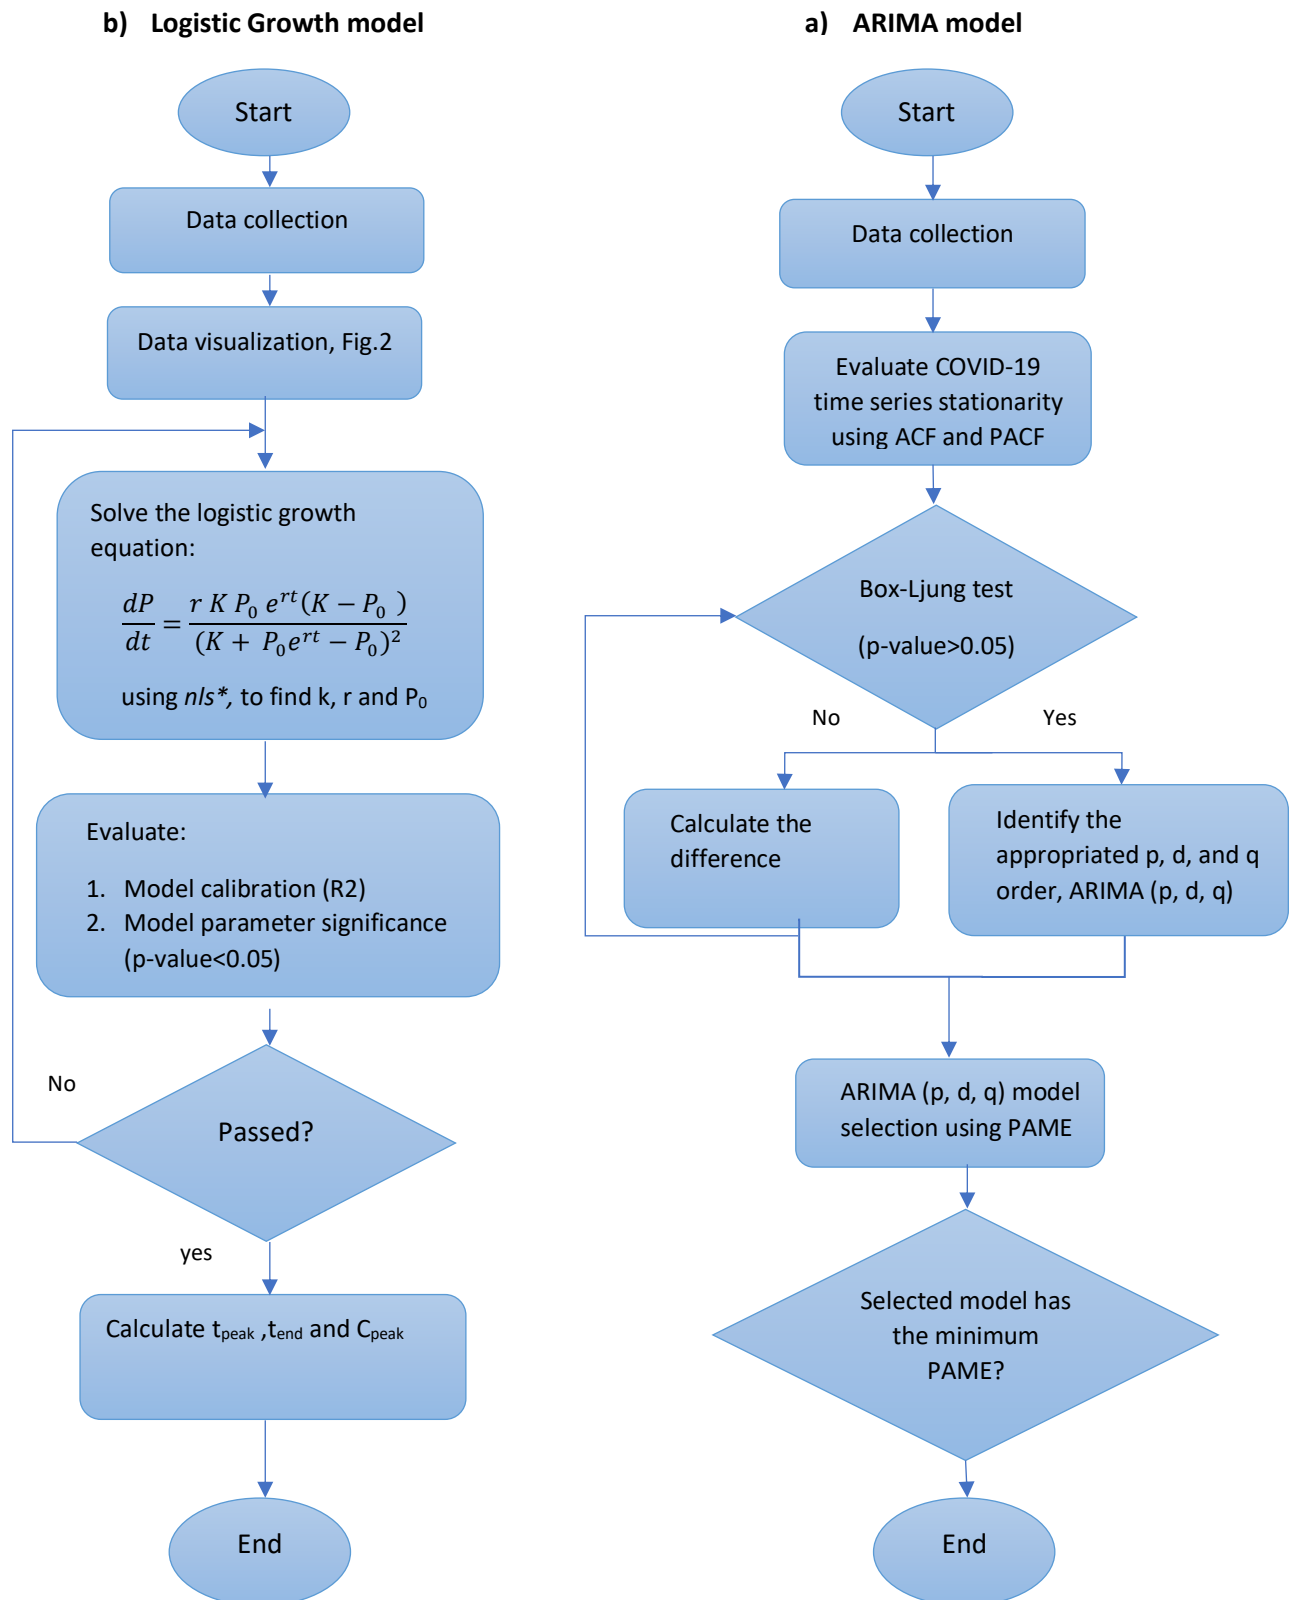 b) Logistic Growth model
Start
Data collection
Data visualization, Fig.2
Solve the logistic growth
equation:
dP/dt = r K P₀ e^{rt}(K − P₀ ) / (K + P₀e^{rt} − P₀)²
using nls*, to find k, r and P₀
Evaluate:
1. Model calibration (R2)
2. Model parameter significance
(p-value<0.05)
No
Passed?
yes
Calculate t_peak ,t_end and C_peak
End
a) ARIMA model
Start
Data collection
Evaluate COVID-19
time series stationarity
using ACF and PACF
Box-Ljung test
(p-value>0.05)
No
Yes
Calculate the
difference
Identify the
appropriated p, d, and q
order, ARIMA (p, d, q)
ARIMA (p, d, q) model
selection using PAME
Selected model has
the minimum
PAME?
End